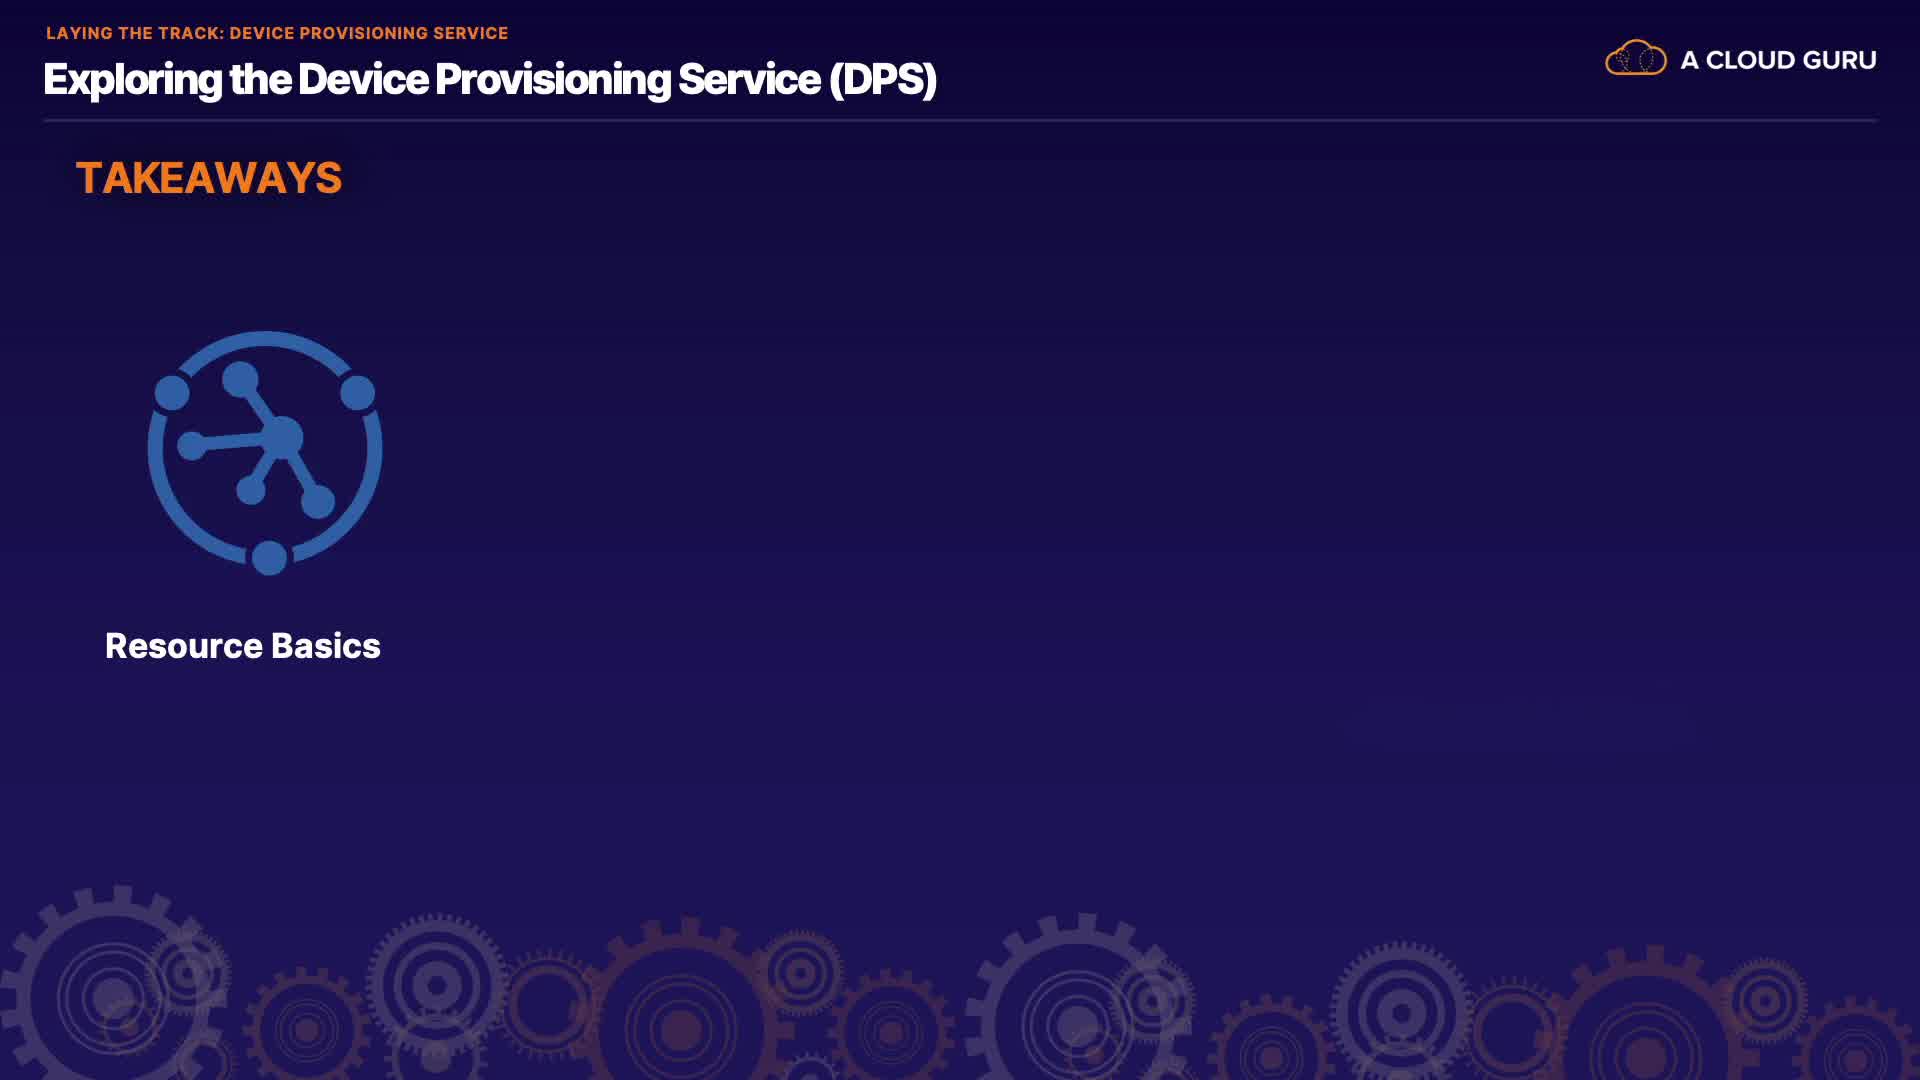 LAYING THE TRACK: DEVICE PROVISIONING SERVICE
Exploring the Device Provisioning Service (DPS)
A CLOUD GURU
TAKEAWAYS
Resource Basics